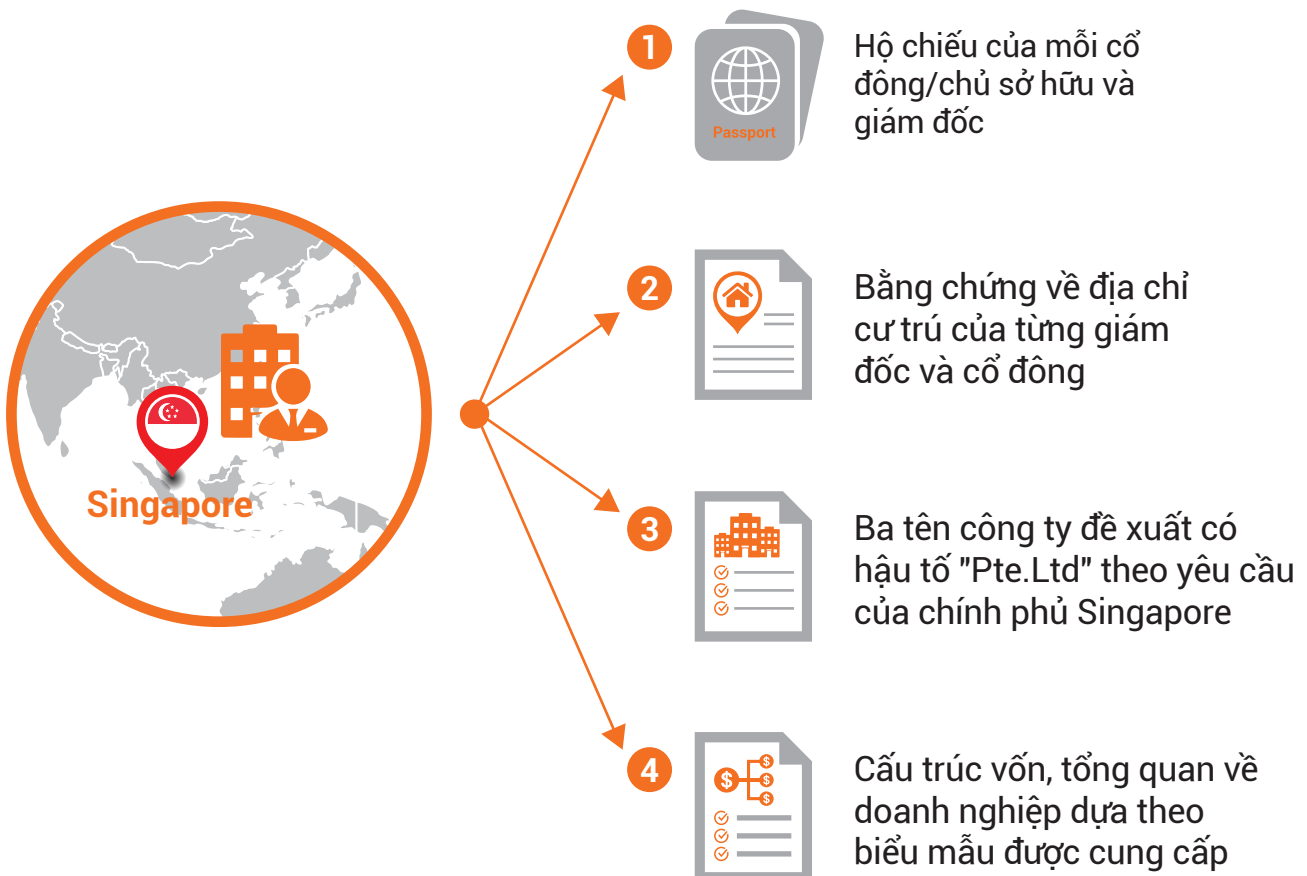 1
Passport
Hộ chiếu của mỗi cổ
đông/chủ sở hữu và
giám đốc
2
Bằng chứng về địa chỉ
cư trú của từng giám
đốc và cổ đông
Singapore
3
Ba tên công ty đề xuất có
hậu tố "Pte.Ltd" theo yêu cầu
của chính phủ Singapore
4
$
$
$
$
Cấu trúc vốn, tổng quan về
doanh nghiệp dựa theo
biểu mẫu được cung cấp